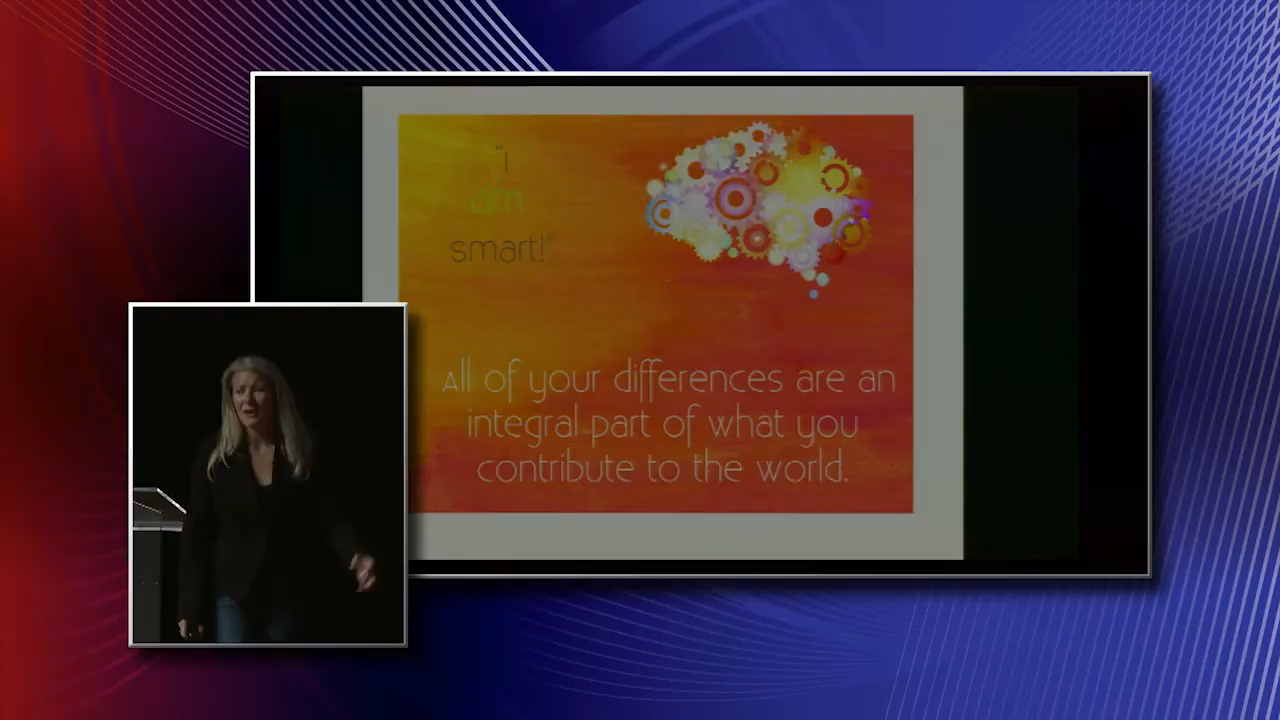 "I
am
smart!"
All of your differences are an
integral part of what you
contribute to the world.